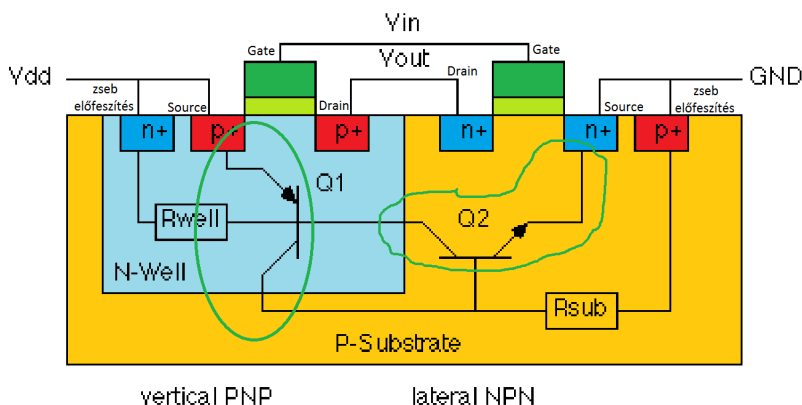 Vin
Gate
Gate
Vout
Drain
Vdd
GND
zseb
előfeszítés
Source
Drain
Source
zseb
előfeszítés
n+
p+
p+
n+
n+
p+
Q1
Q2
Rwell
N-Well
Rsub
P-Substrate
vertical PNP
lateral NPN